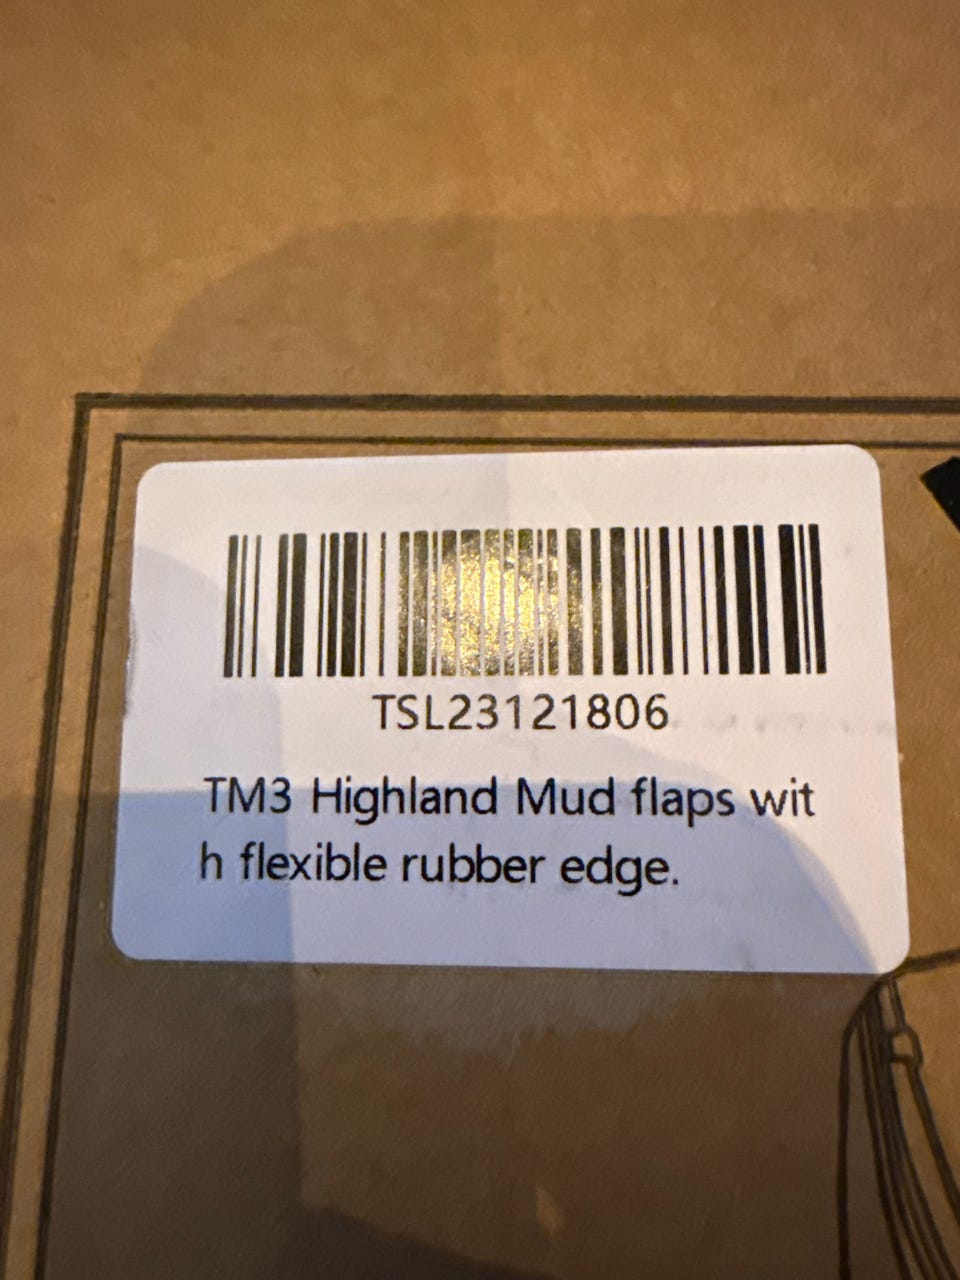 TSL23121806
TM3 Highland Mud flaps wit
h flexible rubber edge.